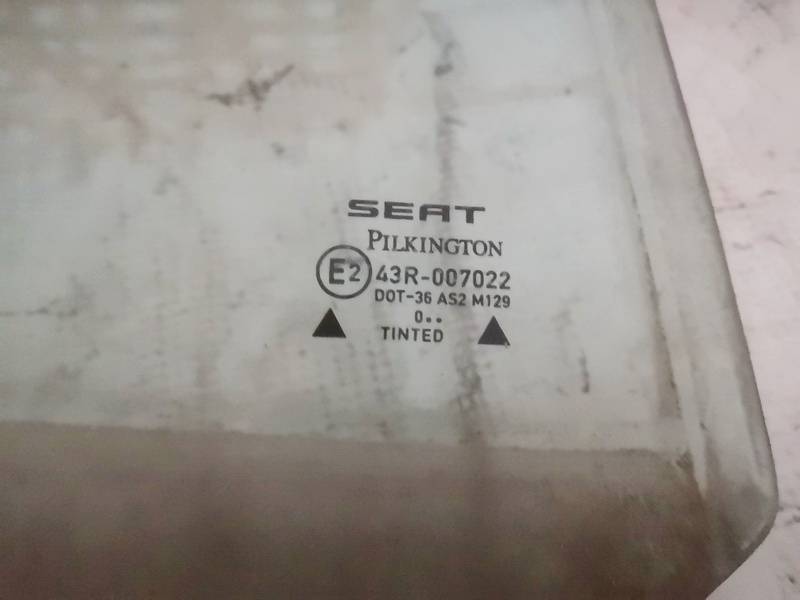 SEAT
PILKINGTON
E2 43R-007022
DOT-36 AS2 M129
0..
TINTED